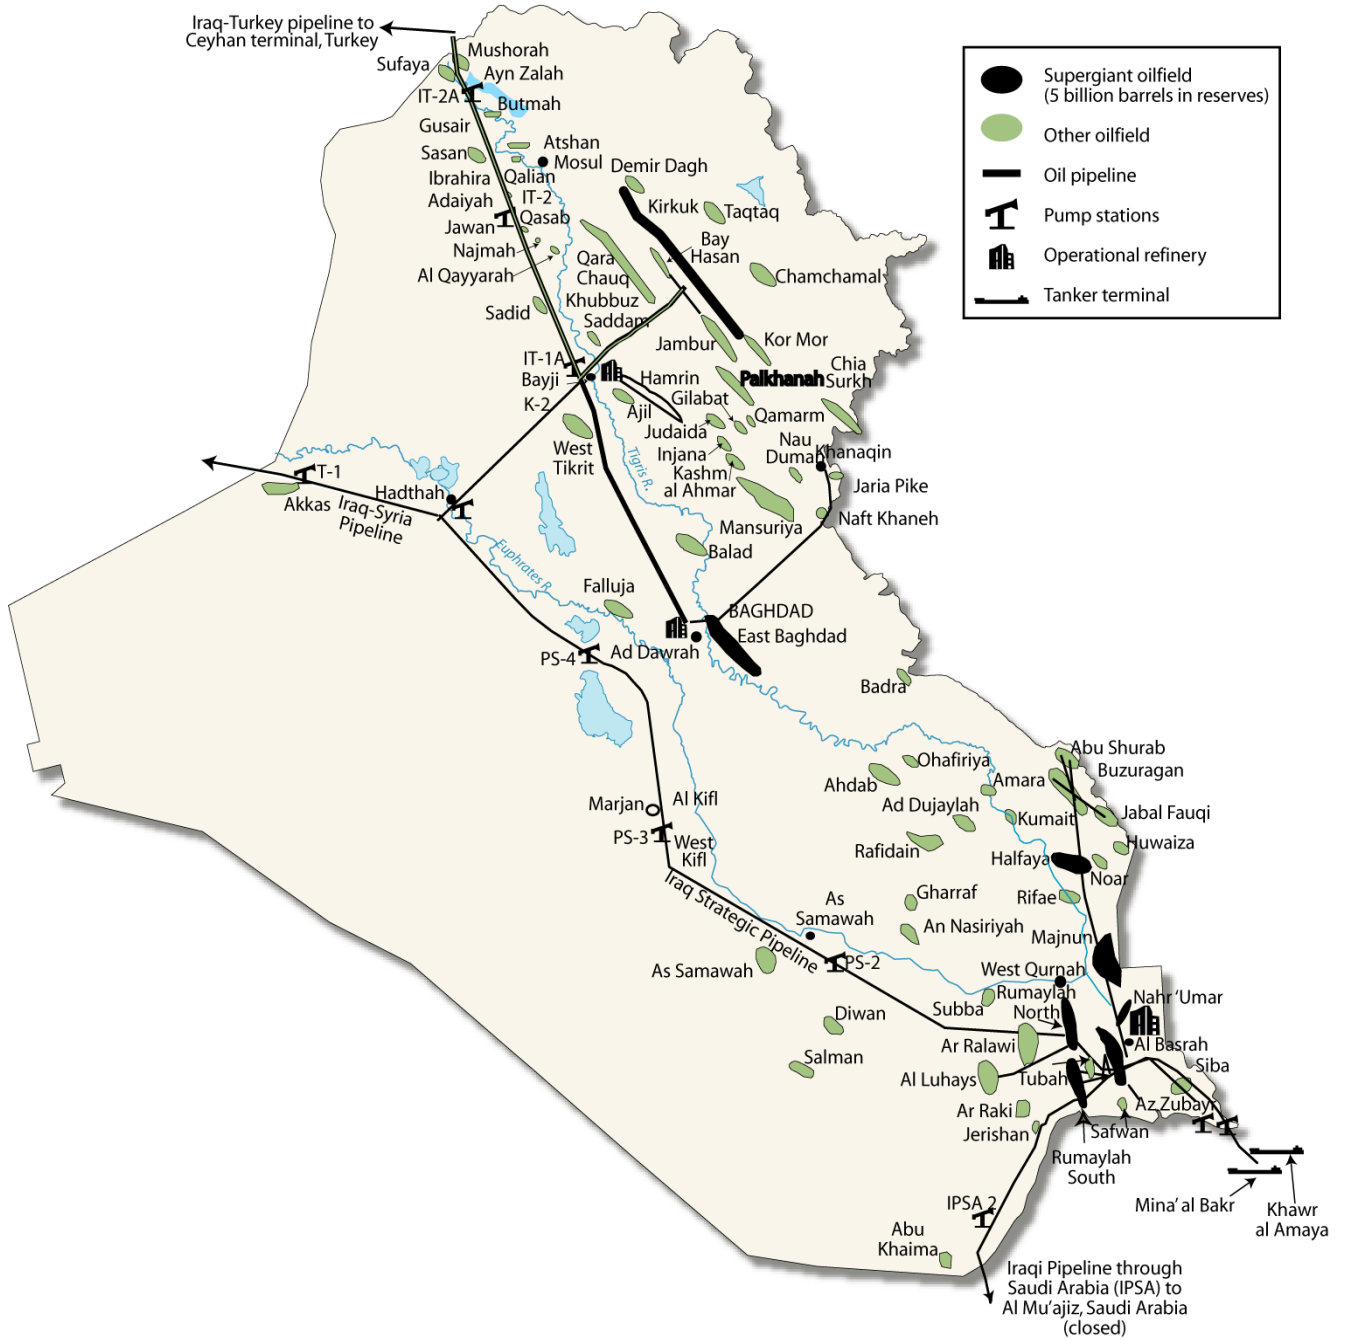 Iraq-Turkey pipeline to
Ceyhan terminal, Turkey
Mushorah
Sufaya
Ayn Zalah
IT-2A
Butmah
Gusair
Atshan
Sasan
Mosul
Demir Dagh
Ibrahira
Qalian
Adaiyah
IT-2
Kirkuk
Taqtaq
Jawan
Qasab
Najmah
Bay
Hasan
Al Qayyarah
Qara
Chauq
Chamchamal
Khubbuz
Sadid
Saddam
Jambur
Kor Mor
IT-1A
Chia
Surkh
Bayji
Hamrin
Palkhanah
K-2
Gilabat
Ajil
Qamarm
Judaida
West
Tikrit
Injana
Nau
Dumah
Khanaqin
Kashm
al Ahmar
Tigris R.
T-1
Hadthah
Jaria Pike
Akkas
Iraq-Syria
Pipeline
Mansuriya
Naft Khaneh
Balad
Euphrates R.
Falluja
BAGHDAD
East Baghdad
PS-4
Ad Dawrah
Badra
Abu Shurab
Ohafiriya
Buzuragan
Ahdab
Amara
Marjan
Al Kifl
Ad Dujaylah
Kumait
Jabal Fauqi
PS-3
West
Kifl
Rafidain
Halfaya
Huwaiza
Noar
Iraq Strategic Pipeline
As
Samawah
Gharraf
Rifae
An Nasiriyah
Majnun
As Samawah
PS-2
West Qurnah
Subba
Rumaylah
North
Nahr ‘Umar
Diwan
Ar Ralawi
Al Basrah
Salman
Al Luhays
Tubah
Siba
Ar Raki
Az Zubayr
Jerishan
Safwan
Rumaylah
South
Mina’ al Bakr
Khawr
al Amaya
IPSA 2
Abu
Khaima
Iraqi Pipeline through
Saudi Arabia (IPSA) to
Al Mu’ajiz, Saudi Arabia
(closed)
Supergiant oilfield
(5 billion barrels in reserves)
Other oilfield
Oil pipeline
Pump stations
Operational refinery
Tanker terminal